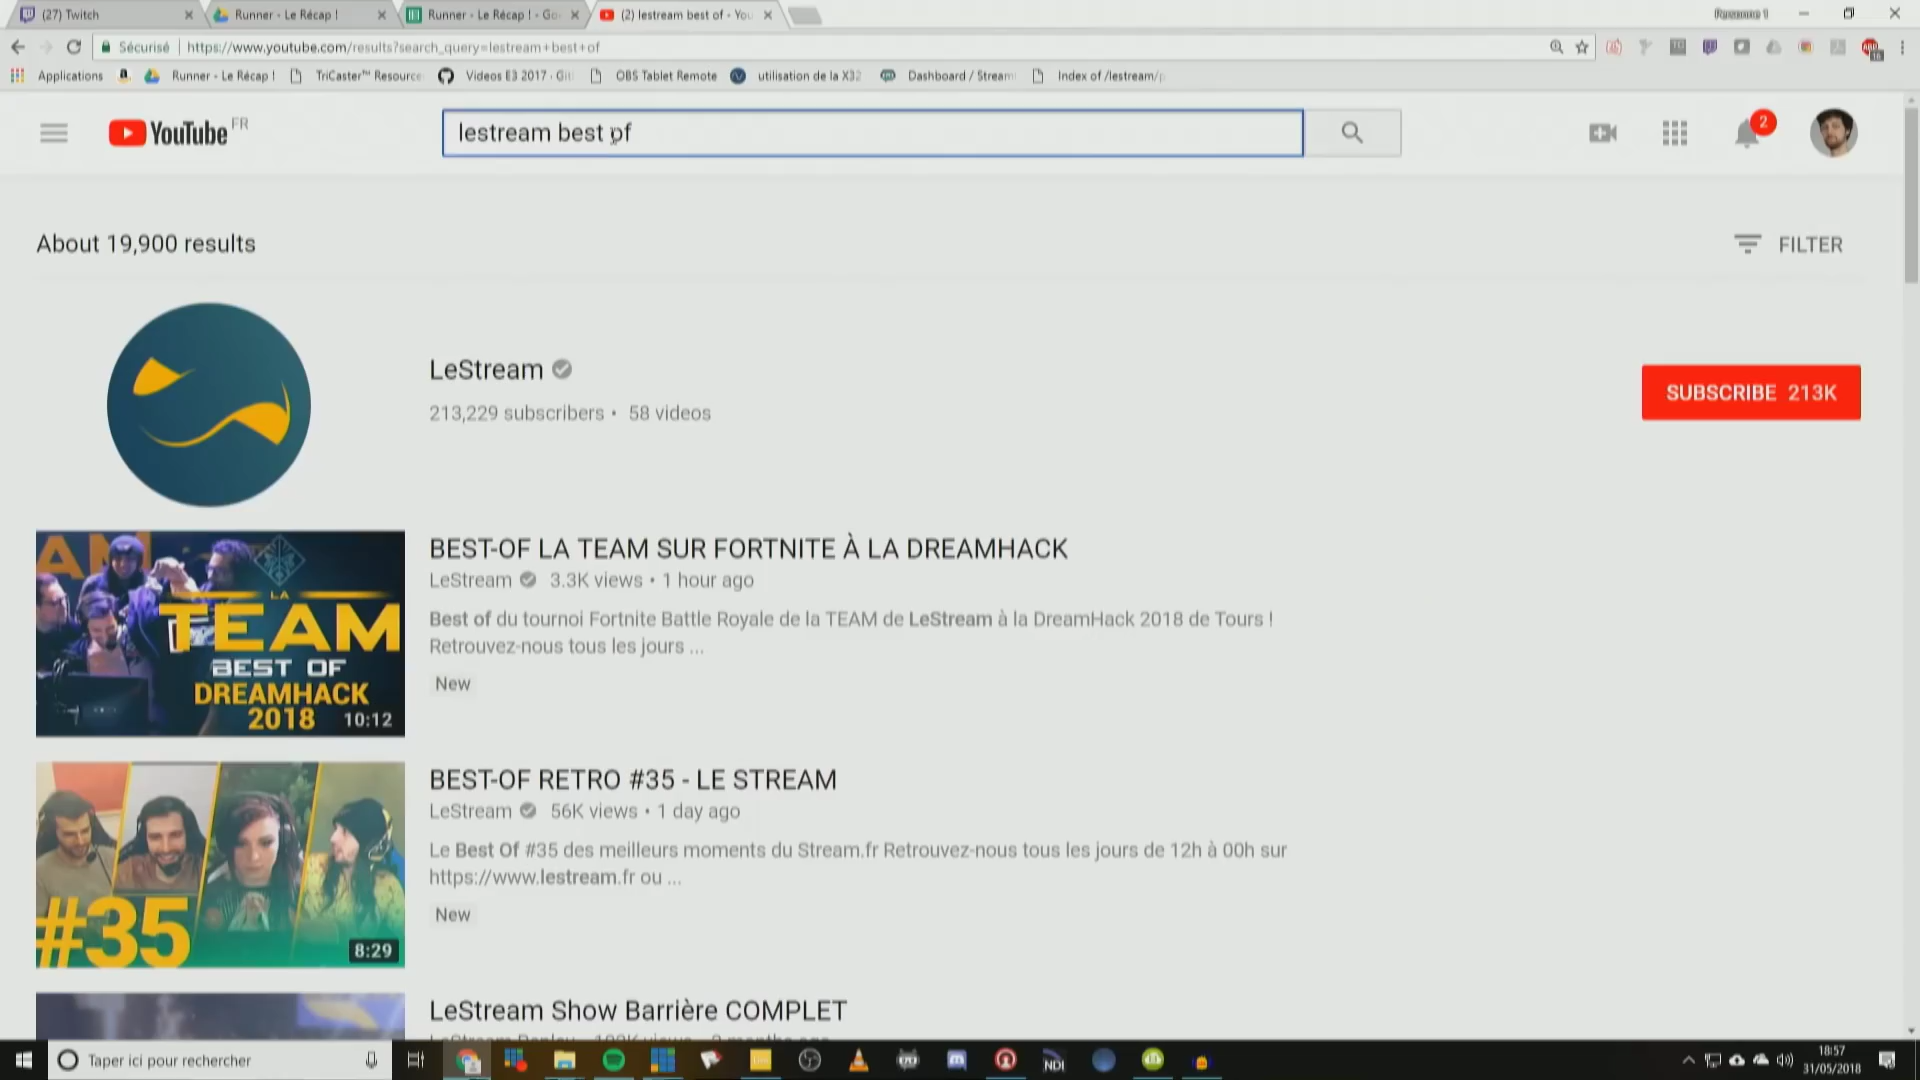 (27) Twitch
Runner - Le Récap !
Runner - Le Récap ! - Go
(2) lestream best of - You
Sécurisé
https://www.youtube.com/results?search_query=lestream+best+of
Applications
Runner - Le Récap !
TriCaster™ Resource
Videos E3 2017 · Git
OBS Tablet Remote
utilisation de la X32
Dashboard / Stream
Index of /lestream/p
YouTube FR
lestream best of
2
About 19,900 results
FILTER
LeStream
213,229 subscribers • 58 videos
SUBSCRIBE 213K
LA
TEAM
BEST OF
DREAMHACK
2018
10:12
BEST-OF LA TEAM SUR FORTNITE À LA DREAMHACK
LeStream 3.3K views • 1 hour ago
Best of du tournoi Fortnite Battle Royale de la TEAM de LeStream à la DreamHack 2018 de Tours !
Retrouvez-nous tous les jours ...
New
#35
8:29
BEST-OF RETRO #35 - LE STREAM
LeStream 56K views • 1 day ago
Le Best Of #35 des meilleurs moments du Stream.fr Retrouvez-nous tous les jours de 12h à 00h sur
https://www.lestream.fr ou ...
New
LeStream Show Barrière COMPLET
Taper ici pour rechercher
NDI
18:57
31/05/2018